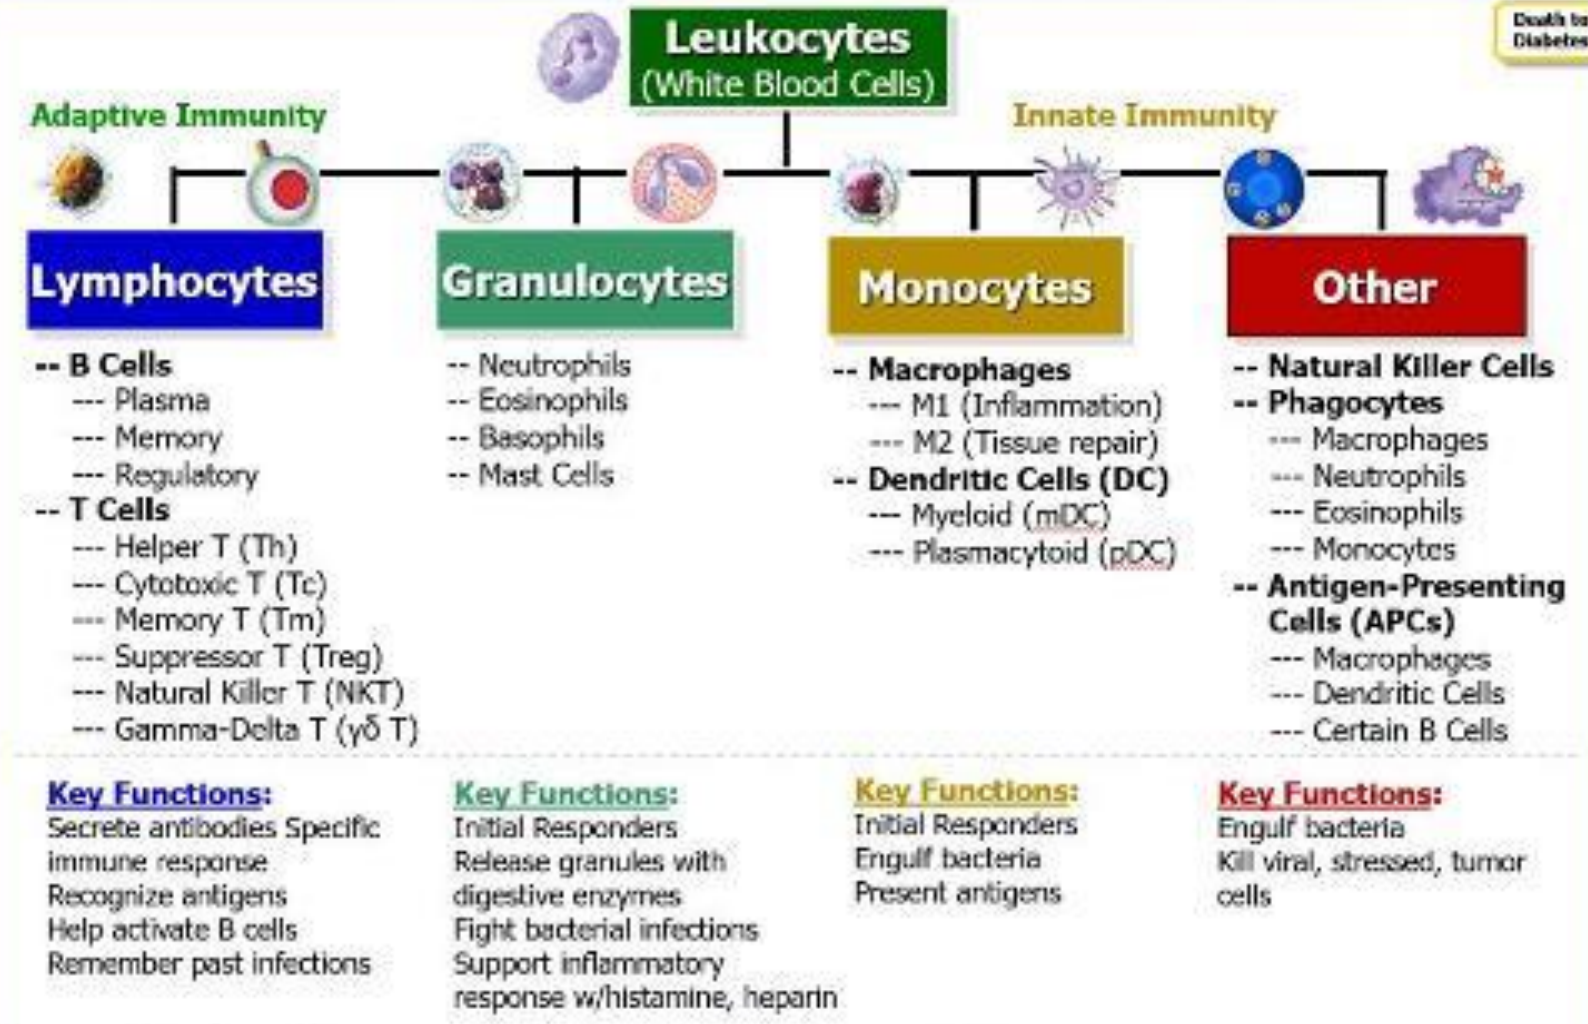 Leukocytes
(White Blood Cells)
Death to
Diabetes
Adaptive Immunity
Innate Immunity
Lymphocytes
-- B Cells
--- Plasma
--- Memory
--- Regulatory
-- T Cells
--- Helper T (Th)
--- Cytotoxic T (Tc)
--- Memory T (Tm)
--- Suppressor T (Treg)
--- Natural Killer T (NKT)
--- Gamma-Delta T (γδ T)
Granulocytes
-- Neutrophils
-- Eosinophils
-- Basophils
-- Mast Cells
Monocytes
-- Macrophages
--- M1 (Inflammation)
--- M2 (Tissue repair)
-- Dendritic Cells (DC)
--- Myeloid (mDC)
--- Plasmacytoid (pDC)
Other
-- Natural Killer Cells
-- Phagocytes
--- Macrophages
--- Neutrophils
--- Eosinophils
--- Monocytes
-- Antigen-Presenting
Cells (APCs)
--- Macrophages
--- Dendritic Cells
--- Certain B Cells
Key Functions:
Secrete antibodies Specific
immune response
Recognize antigens
Help activate B cells
Remember past infections
Key Functions:
Initial Responders
Release granules with
digestive enzymes
Fight bacterial infections
Support inflammatory
response w/histamine, heparin
Key Functions:
Initial Responders
Engulf bacteria
Present antigens
Key Functions:
Engulf bacteria
Kill viral, stressed, tumor
cells